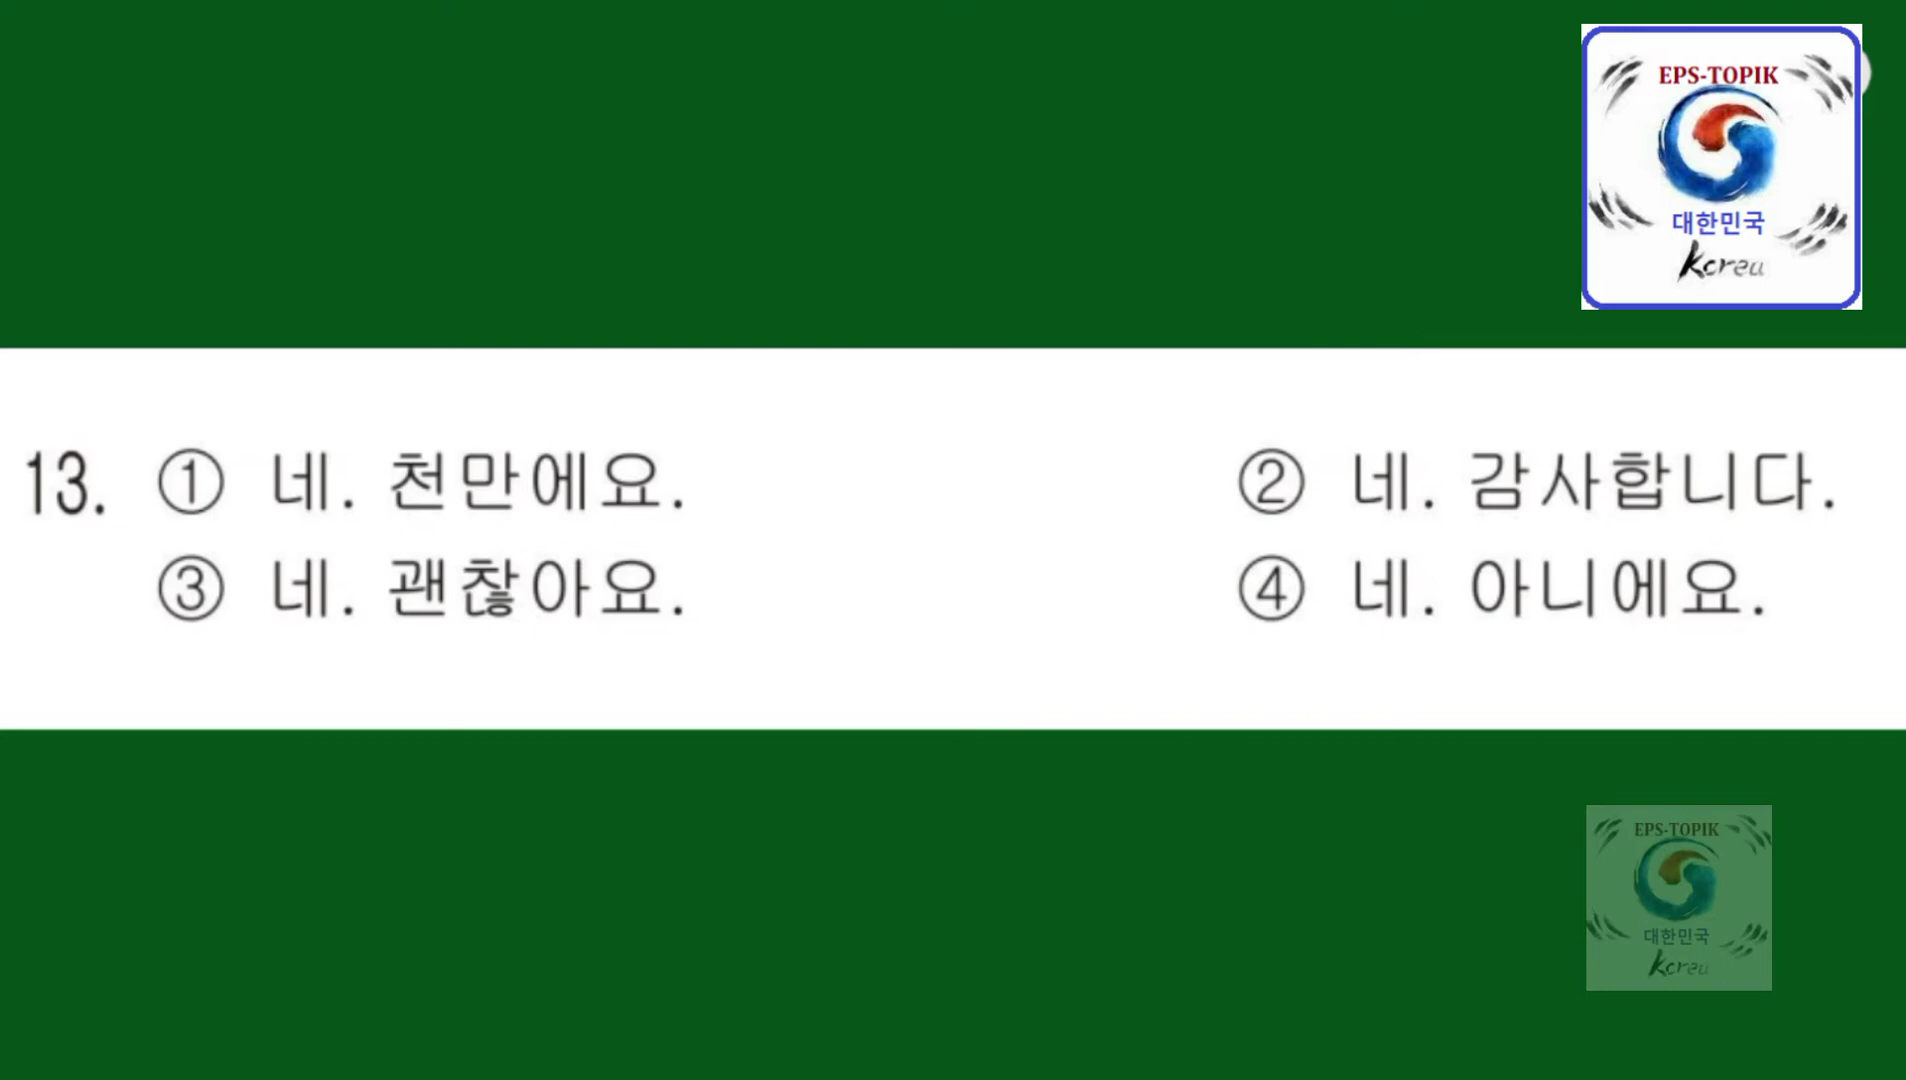 EPS-TOPIK
대한민국
Korea
13. ① 네. 천만에요. ② 네. 감사합니다.
③ 네. 괜찮아요. ④ 네. 아니에요.
EPS-TOPIK
대한민국
Korea